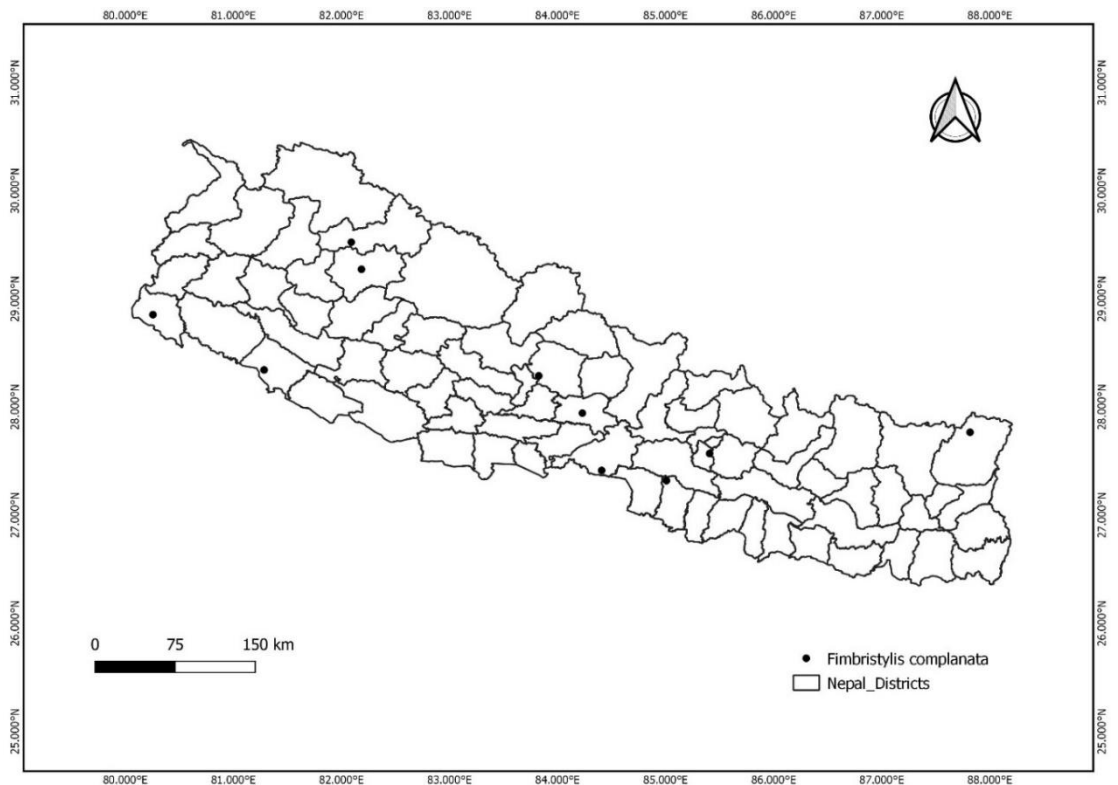 80.000°E 81.000°E 82.000°E 83.000°E 84.000°E 85.000°E 86.000°E 87.000°E 88.000°E
31.000°N 31.000°N
30.000°N 30.000°N
29.000°N 29.000°N
28.000°N 28.000°N
27.000°N 27.000°N
26.000°N 26.000°N
0 75 150 km
Fimbristylis complanata
Nepal_Districts
25.000°N 25.000°N
80.000°E 81.000°E 82.000°E 83.000°E 84.000°E 85.000°E 86.000°E 87.000°E 88.000°E